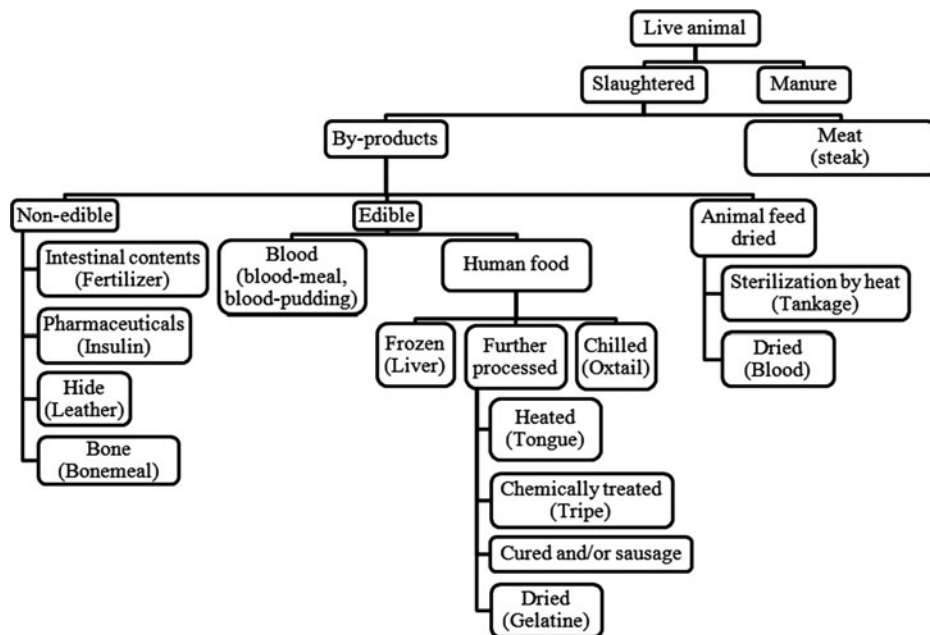 Live animal
Slaughtered
Manure
By-products
Meat
(steak)
Non-edible
Edible
Animal feed
dried
Intestinal contents
(Fertilizer)
Pharmaceuticals
(Insulin)
Hide
(Leather)
Bone
(Bonemeal)
Blood
(blood-meal,
blood-pudding)
Human food
Frozen
(Liver)
Further
processed
Chilled
(Oxtail)
Heated
(Tongue)
Chemically treated
(Tripe)
Cured and/or sausage
Dried
(Gelatine)
Sterilization by heat
(Tankage)
Dried
(Blood)